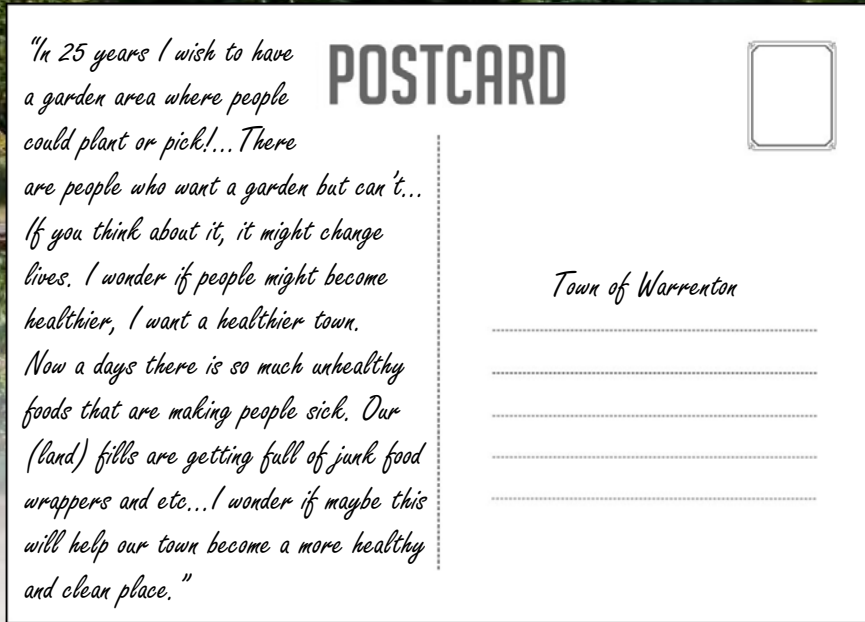 "In 25 years I wish to have
a garden area where people
could plant or pick!...There
are people who want a garden but can't...
If you think about it, it might change
lives. I wonder if people might become
healthier, I want a healthier town.
Now a days there is so much unhealthy
foods that are making people sick. Our
(land) fills are getting full of junk food
wrappers and etc...I wonder if maybe this
will help our town become a more healthy
and clean place."
POSTCARD
Town of Warrenton